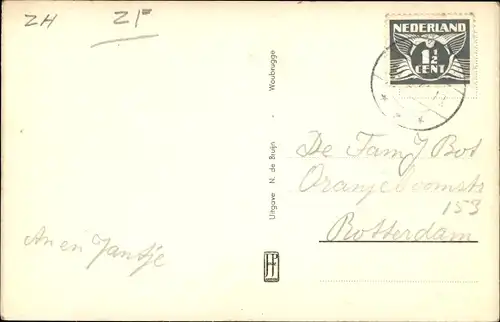 ZH 21=
NEDERLAND
1½
CENT
Uitgave N. de Bruijn - Woubrugge
De Fam J Bot
Oranjeboomstr
153
Rotterdam
An en Jantje